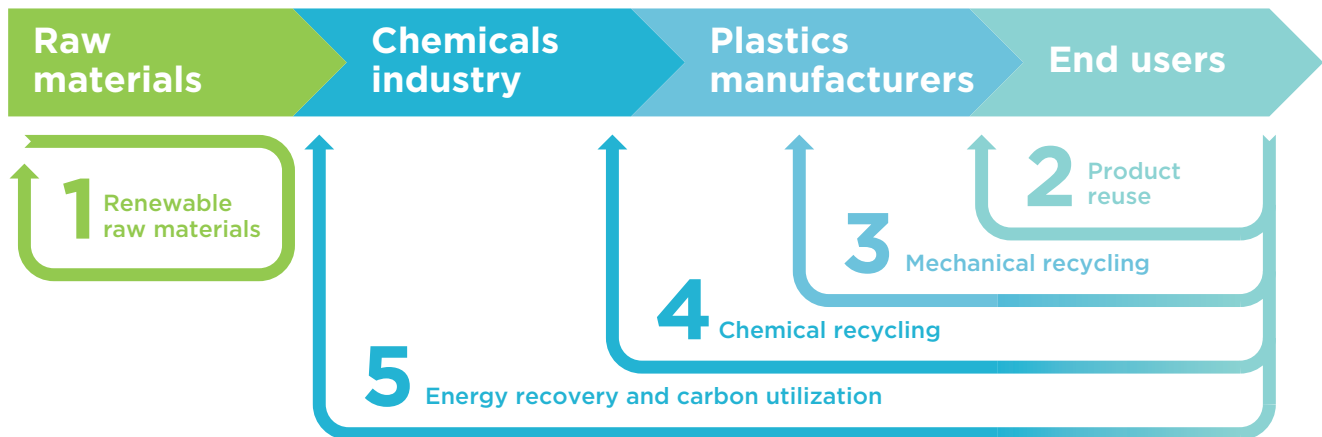 Raw
materials
Chemicals
industry
Plastics
manufacturers
End users
1
Renewable
raw materials
2
Product
reuse
3
Mechanical recycling
4
Chemical recycling
5
Energy recovery and carbon utilization